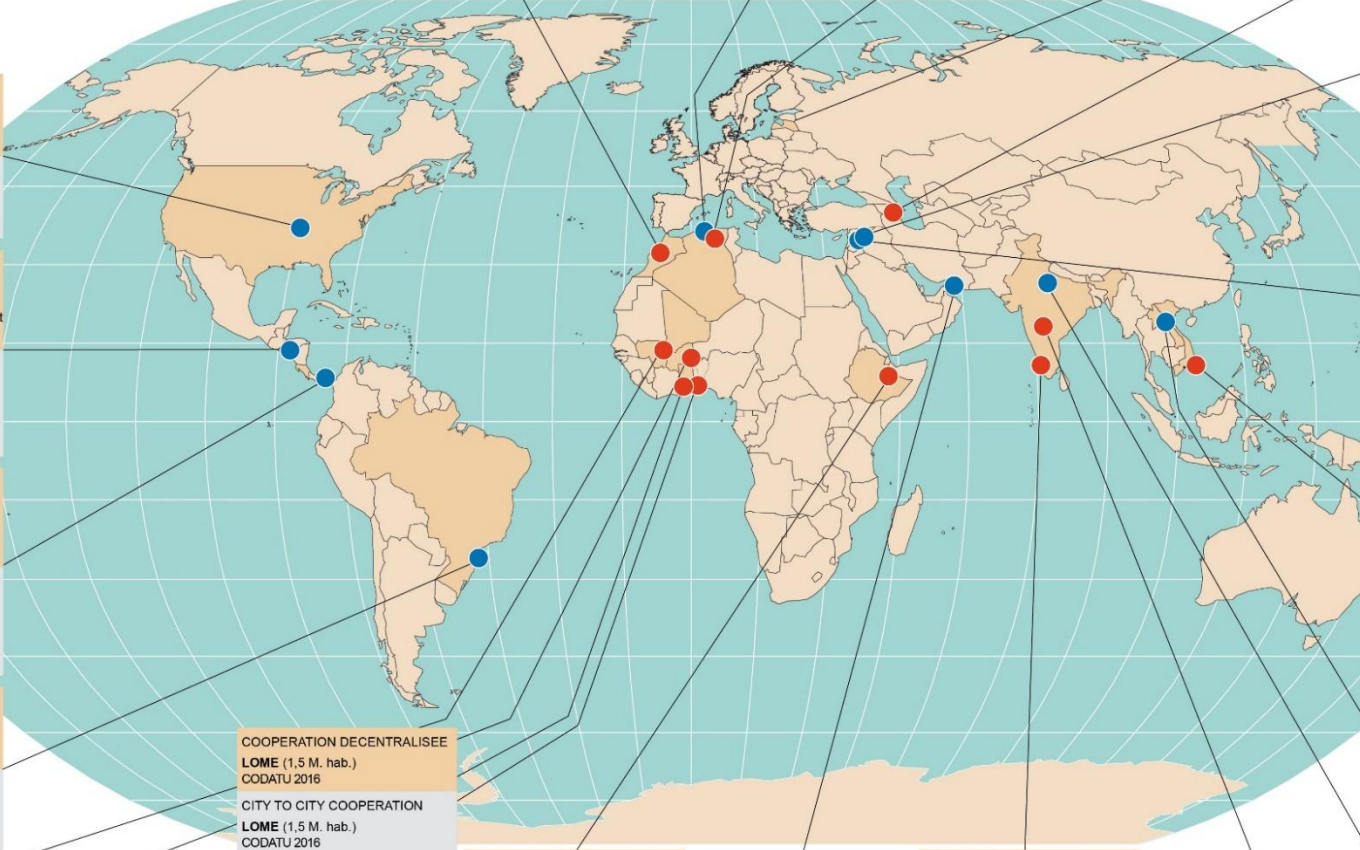 COOPERATION DECENTRALISEE
LOME (1,5 M. hab.)
CODATU 2016
CITY TO CITY COOPERATION
LOME (1,5 M. hab.)
CODATU 2016